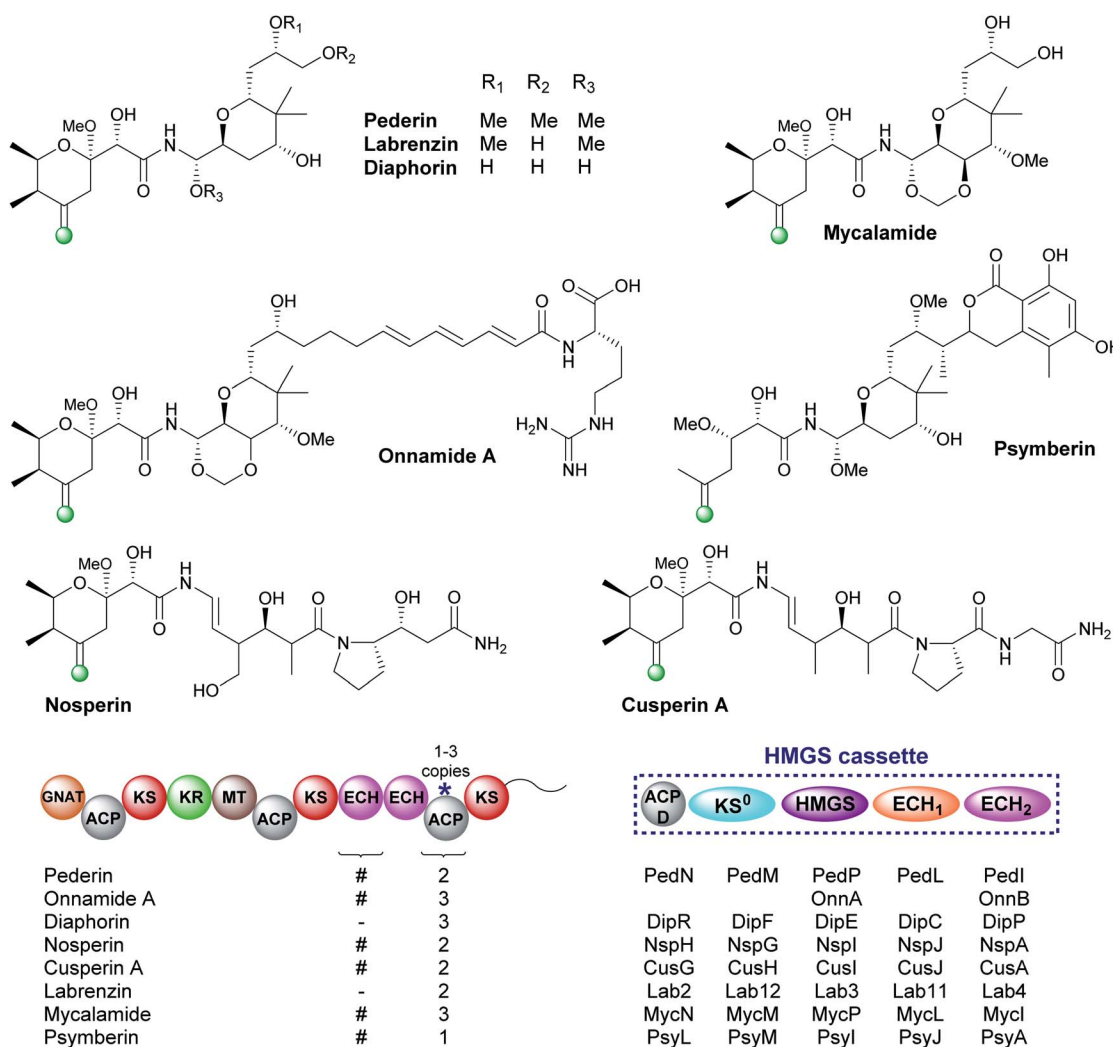 OR₁
OR₂
R₁ R₂ R₃
Pederin Me Me Me
Labrenzin Me H Me
Diaphorin H H H
O
OH
MeO
H
N
O
O
OH
OR₃
OH
OH
O
OH
MeO
H
N
O
O
OMe
O
O
Mycalamide
OH
O
OH
O
N
H
O
OH
MeO
H
N
O
O
OMe
O
O
H₂N
NH
NH
Onnamide A
O
OH
O
OMe
OH
OH
O
MeO
H
N
O
OMe
OH
Psymberin
OH
MeO
O
H
N
O
OH
O
OH
O
N
NH₂
HO
Nosperin
OH
MeO
O
H
N
O
OH
O
O
N
N
H
NH₂
O
Cusperin A
1-3
copies
*
GNAT ACP KS KR MT ACP KS ECH ECH ACP KS
Pederin # 2
Onnamide A # 3
Diaphorin - 3
Nosperin # 2
Cusperin A # 2
Labrenzin - 2
Mycalamide # 3
Psymberin # 1
HMGS cassette
ACP
D
KS⁰ HMGS ECH₁ ECH₂
PedN PedM PedP PedL PedI
OnnA OnnB
DipR DipF DipE DipC DipP
NspH NspG NspI NspJ NspA
CusG CusH CusI CusJ CusA
Lab2 Lab12 Lab3 Lab11 Lab4
MycN MycM MycP MycL MycI
PsyL PsyM PsyI PsyJ PsyA